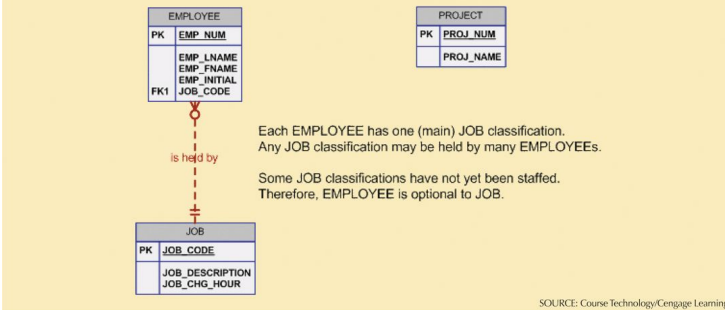 EMPLOYEE
PK EMP_NUM
EMP_LNAME
EMP_FNAME
EMP_INITIAL
FK1 JOB_CODE
PROJECT
PK PROJ_NUM
PROJ_NAME
Each EMPLOYEE has one (main) JOB classification.
Any JOB classification may be held by many EMPLOYEEs.
is held by
Some JOB classifications have not yet been staffed.
Therefore, EMPLOYEE is optional to JOB.
JOB
PK JOB_CODE
JOB_DESCRIPTION
JOB_CHG_HOUR
SOURCE: Course Technology/Cengage Learning